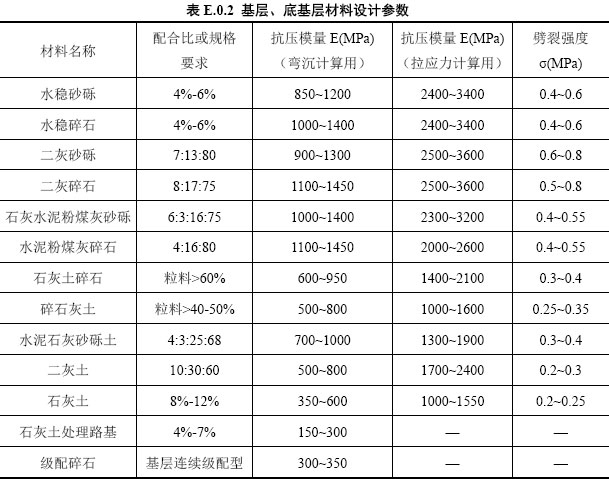 表 E.0.2 基层、底基层材料设计参数
材料名称 配合比或规格要求 抗压模量 E(MPa)（弯沉计算用） 抗压模量 E(MPa)（拉应力计算用） 劈裂强度 σ(MPa)
水稳砂砾 4%-6% 850~1200 2400~3400 0.4~0.6
水稳碎石 4%-6% 1000~1400 2400~3400 0.4~0.6
二灰砂砾 7:13:80 900~1300 2500~3600 0.6~0.8
二灰碎石 8:17:75 1100~1450 2500~3600 0.5~0.8
石灰水泥粉煤灰砂砾 6:3:16:75 1000~1400 2300~3200 0.4~0.55
水泥粉煤灰碎石 4:16:80 1100~1450 2000~2600 0.4~0.55
石灰土碎石 粒料>60% 600~950 1400~2100 0.3~0.4
碎石灰土 粒料>40-50% 500~800 1000~1600 0.25~0.35
水泥石灰砂砾土 4:3:25:68 700~1000 1300~1900 0.3~0.4
二灰土 10:30:60 500~800 1700~2400 0.2~0.3
石灰土 8%-12% 350~600 1000~1550 0.2~0.25
石灰土处理路基 4%-7% 150~300 — —
级配碎石 基层连续级配型 300~350 — —